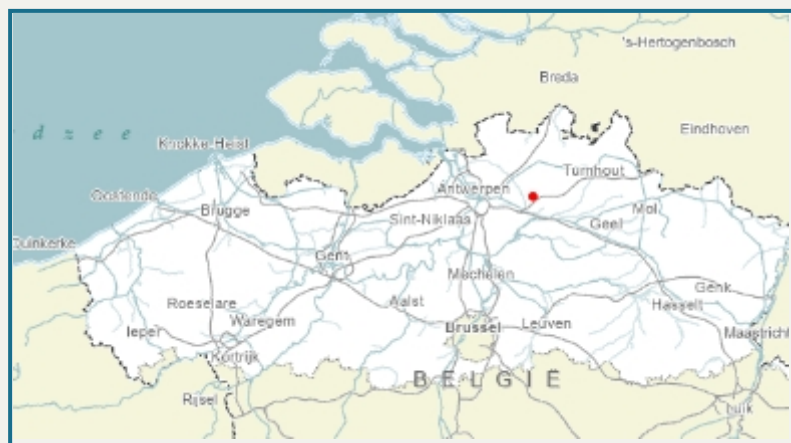 's-Hertogenbosch
Breda
d z e e
Eindhoven
Knokke-Heist
Turnhout
Antwerpen
Oostende
Mol
Brugge
Sint-Niklaas
Geel
Duinkerke
Gent
Mechelen
Genk
Roeselare
Aalst
Hasselt
Waregem
Brussel
Leuven
Ieper
Maastricht
Kortrijk
BELGIË
Rijsel
Luik